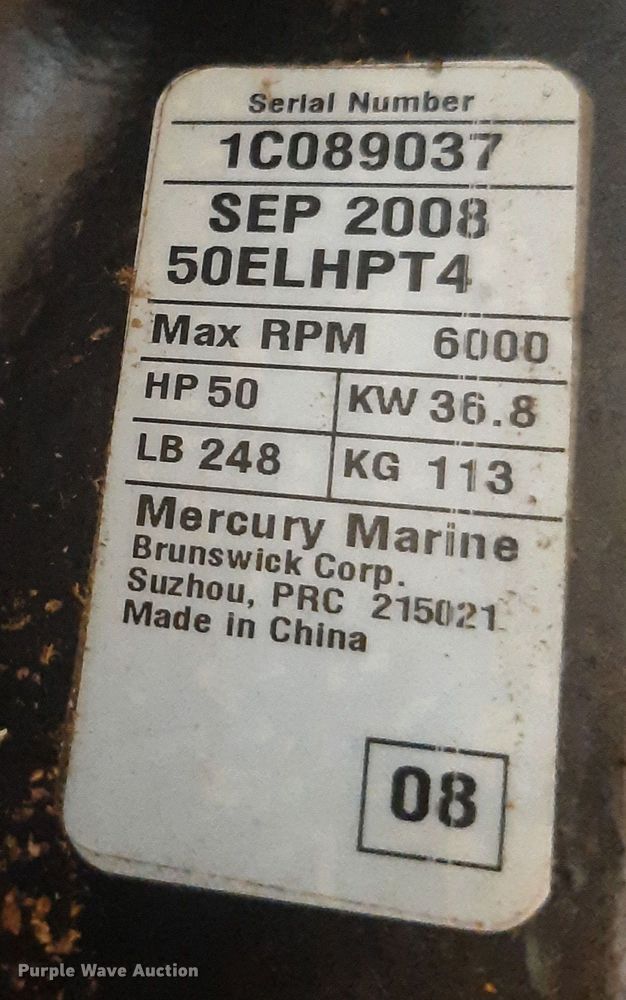 Serial Number
1C089037
SEP 2008
50ELHPT4
Max RPM 6000
HP 50 KW 36.8
LB 248 KG 113
Mercury Marine
Brunswick Corp.
Suzhou, PRC 215021
Made in China
08
Purple Wave Auction